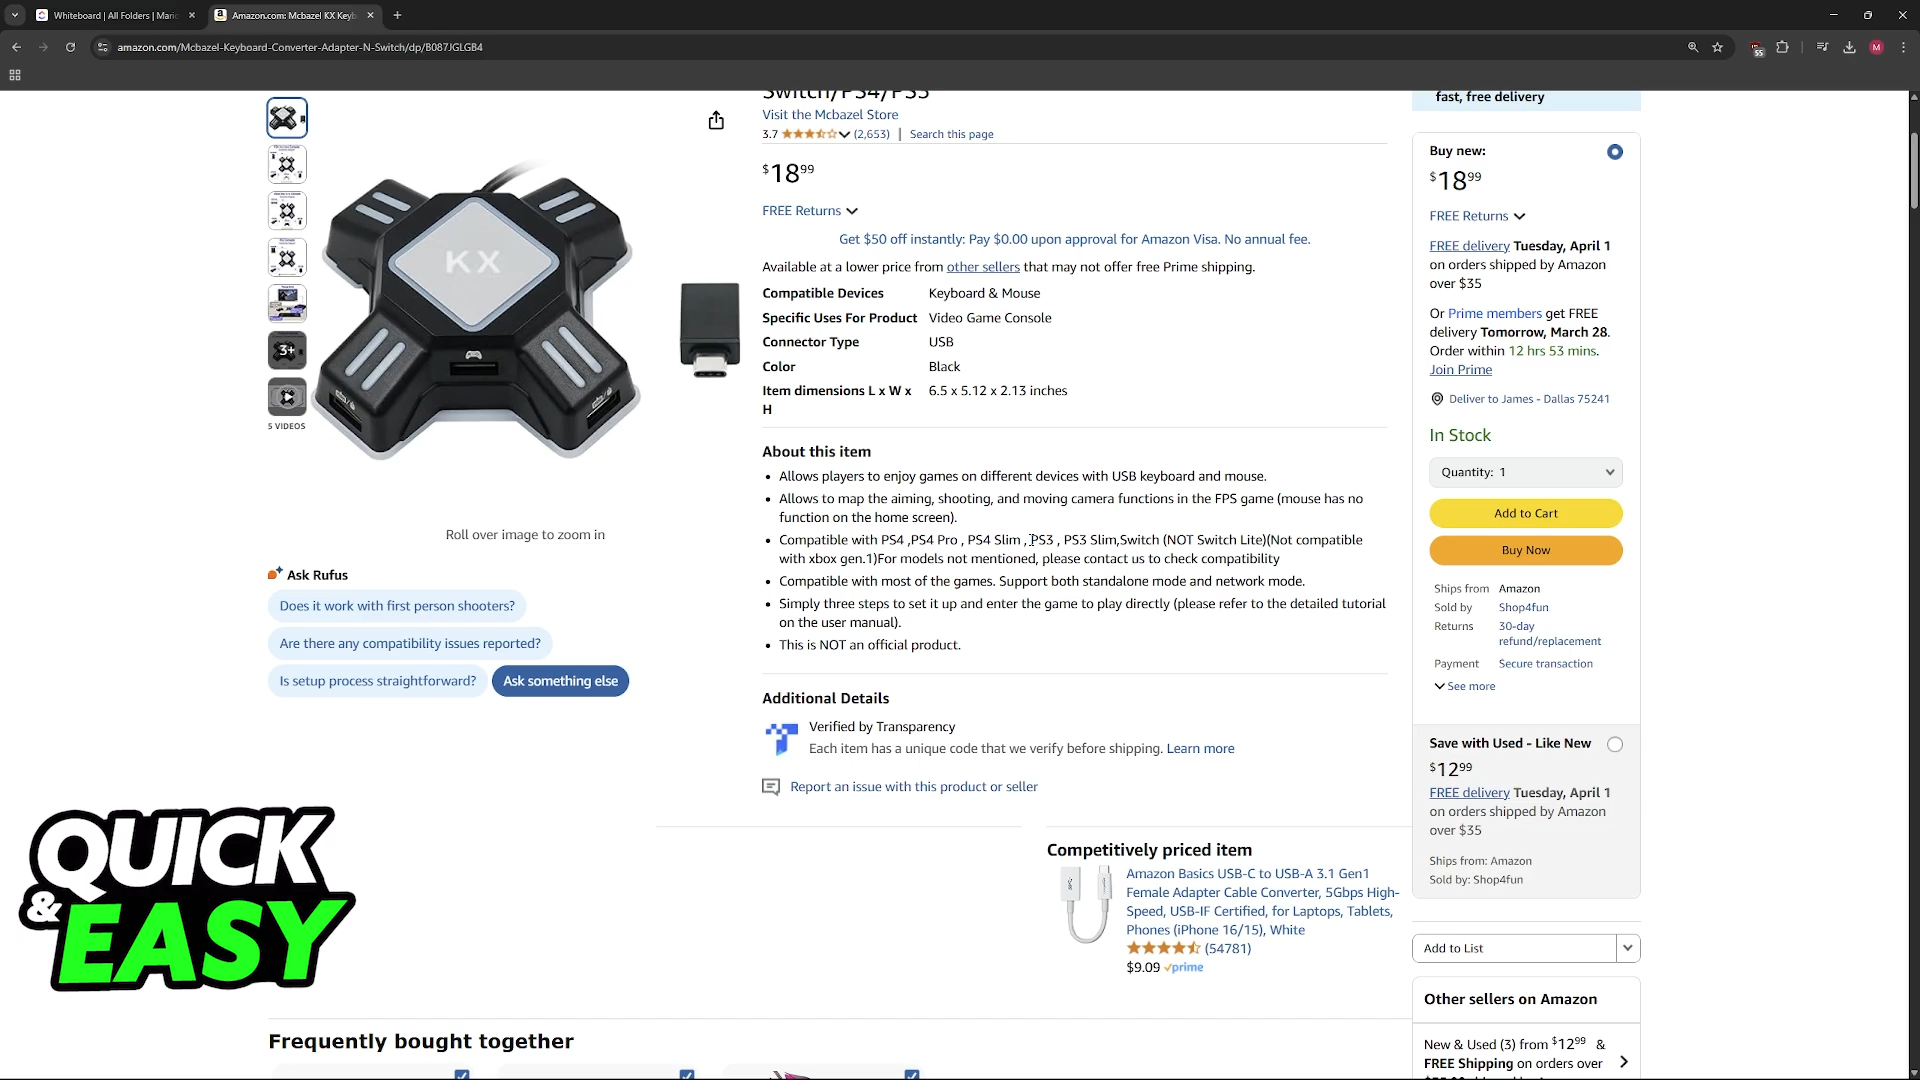 Whiteboard | All Folders | Maric
Amazon.com: Mcbazel KX Keyb
amazon.com/Mcbazel-Keyboard-Converter-Adapter-N-Switch/dp/B087JGLGB4
55
M
Switch/PS4/PS5
Visit the Mcbazel Store
3.7 (2,653) | Search this page
$18.99
FREE Returns
Get $50 off instantly: Pay $0.00 upon approval for Amazon Visa. No annual fee.
Available at a lower price from other sellers that may not offer free Prime shipping.
Compatible Devices Keyboard & Mouse
Specific Uses For Product Video Game Console
Connector Type USB
Color Black
Item dimensions L x W x 6.5 x 5.12 x 2.13 inches
H
KX
3+
5 VIDEOS
Roll over image to zoom in
Ask Rufus
Does it work with first person shooters?
Are there any compatibility issues reported?
Is setup process straightforward?
Ask something else
About this item
• Allows players to enjoy games on different devices with USB keyboard and mouse.
• Allows to map the aiming, shooting, and moving camera functions in the FPS game (mouse has no
function on the home screen).
• Compatible with PS4 ,PS4 Pro , PS4 Slim , PS3 , PS3 Slim,Switch (NOT Switch Lite)(Not compatible
with xbox gen.1)For models not mentioned, please contact us to check compatibility
• Compatible with most of the games. Support both standalone mode and network mode.
• Simply three steps to set it up and enter the game to play directly (please refer to the detailed tutorial
on the user manual).
• This is NOT an official product.
Additional Details
Verified by Transparency
Each item has a unique code that we verify before shipping. Learn more
Report an issue with this product or seller
Competitively priced item
Amazon Basics USB-C to USB-A 3.1 Gen1
Female Adapter Cable Converter, 5Gbps High-
Speed, USB-IF Certified, for Laptops, Tablets,
Phones (iPhone 16/15), White
(54781)
$9.09 prime
Frequently bought together
fast, free delivery
Buy new:
$18.99
FREE Returns
FREE delivery Tuesday, April 1
on orders shipped by Amazon
over $35
Or Prime members get FREE
delivery Tomorrow, March 28.
Order within 12 hrs 53 mins.
Join Prime
Deliver to James - Dallas 75241
In Stock
Quantity: 1
Add to Cart
Buy Now
Ships from Amazon
Sold by Shop4fun
Returns 30-day
refund/replacement
Payment Secure transaction
See more
Save with Used - Like New
$12.99
FREE delivery Tuesday, April 1
on orders shipped by Amazon
over $35
Ships from: Amazon
Sold by: Shop4fun
Add to List
Other sellers on Amazon
New & Used (3) from $12.99 &
FREE Shipping on orders over
QUICK
& EASY